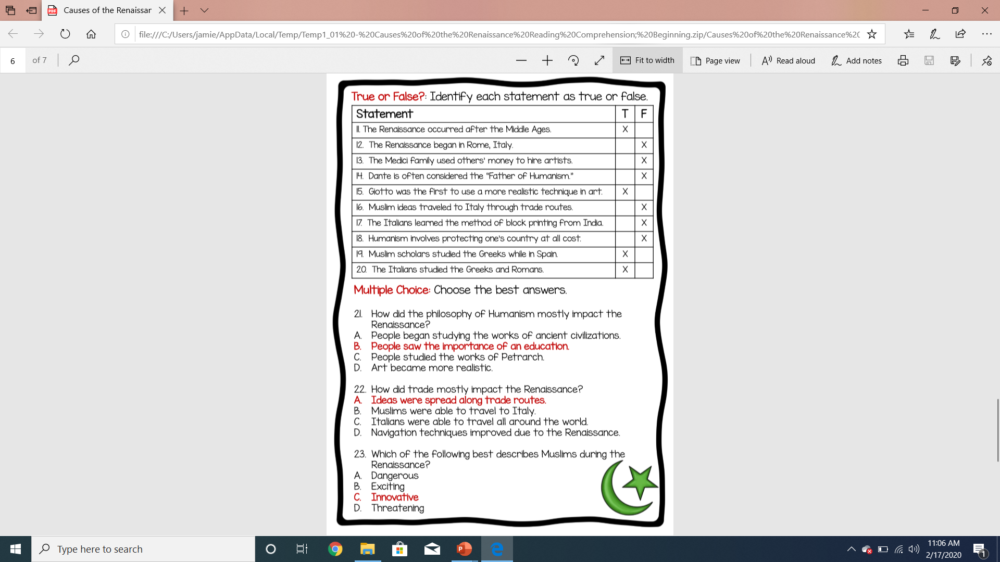 Causes of the Renaissar
file:///C:/Users/jamie/AppData/Local/Temp/Temp1_01%20-%20Causes%20of%20the%20Renaissance%20Reading%20Comprehension;%20Beginning.zip/Causes%20of%20the%20Renaissance%20
6 of 7
Fit to width
Page view
Read aloud
Add notes
True or False?: Identify each statement as true or false.
Statement T F
11. The Renaissance occurred after the Middle Ages. X
12. The Renaissance began in Rome, Italy. X
13. The Medici family used others' money to hire artists. X
14. Dante is often considered the "Father of Humanism." X
15. Giotto was the first to use a more realistic technique in art. X
16. Muslim ideas traveled to Italy through trade routes. X
17. The Italians learned the method of block printing from India. X
18. Humanism involves protecting one's country at all cost. X
19. Muslim scholars studied the Greeks while in Spain. X
20. The Italians studied the Greeks and Romans. X
Multiple Choice: Choose the best answers.
21. How did the philosophy of Humanism mostly impact the
Renaissance?
A. People began studying the works of ancient civilizations.
B. People saw the importance of an education.
C. People studied the works of Petrarch.
D. Art became more realistic.
22. How did trade mostly impact the Renaissance?
A. Ideas were spread along trade routes.
B. Muslims were able to travel to Italy.
C. Italians were able to travel all around the world.
D. Navigation techniques improved due to the Renaissance.
23. Which of the following best describes Muslims during the
Renaissance?
A. Dangerous
B. Exciting
C. Innovative
D. Threatening
Type here to search
11:06 AM
2/17/2020
1